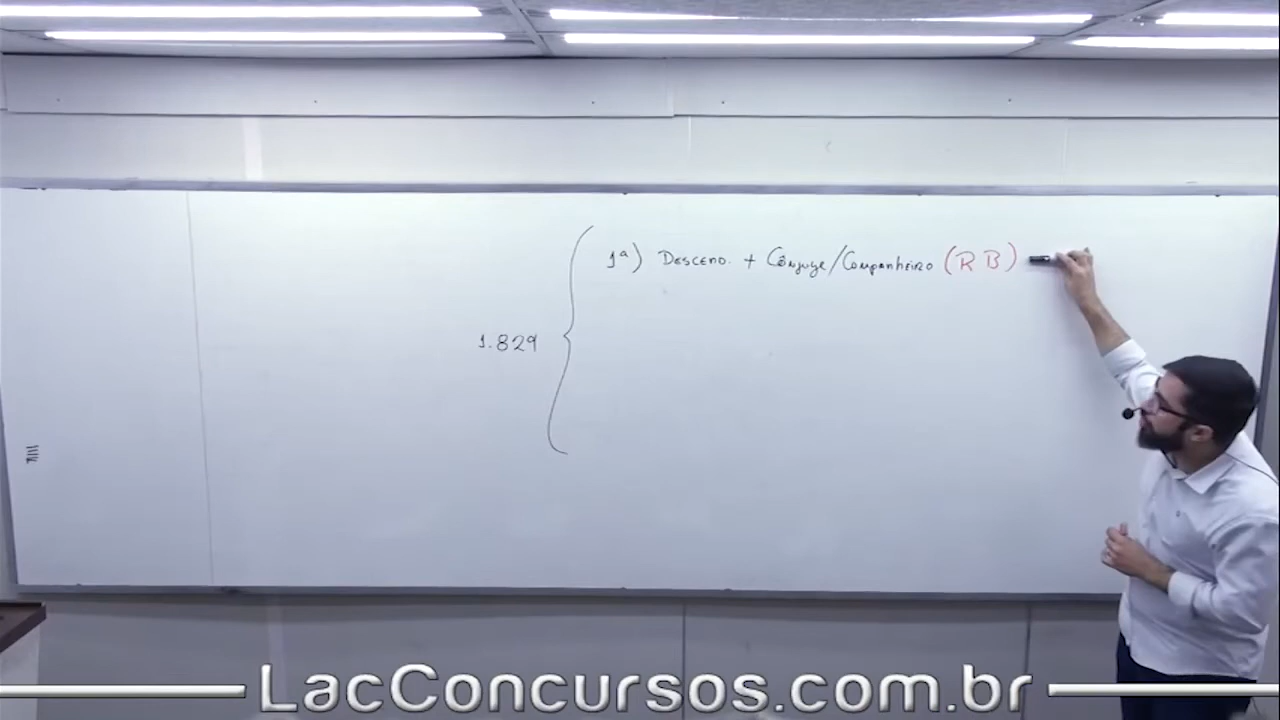 1ª) DESCEND. + Cônjuge/Companheiro (R B)
1.829
LacConcursos.com.br